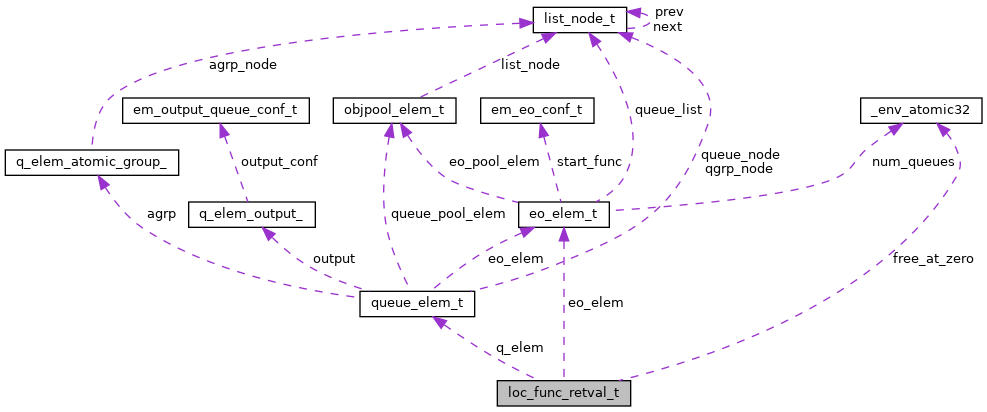 list_node_t
prev
next
agrp_node
list_node
em_output_queue_conf_t
objpool_elem_t
em_eo_conf_t
queue_list
_env_atomic32
q_elem_atomic_group_
output_conf
eo_pool_elem
start_func
queue_node
qgrp_node
num_queues
agrp
q_elem_output_
queue_pool_elem
eo_elem_t
output
eo_elem
free_at_zero
queue_elem_t
eo_elem
q_elem
loc_func_retval_t